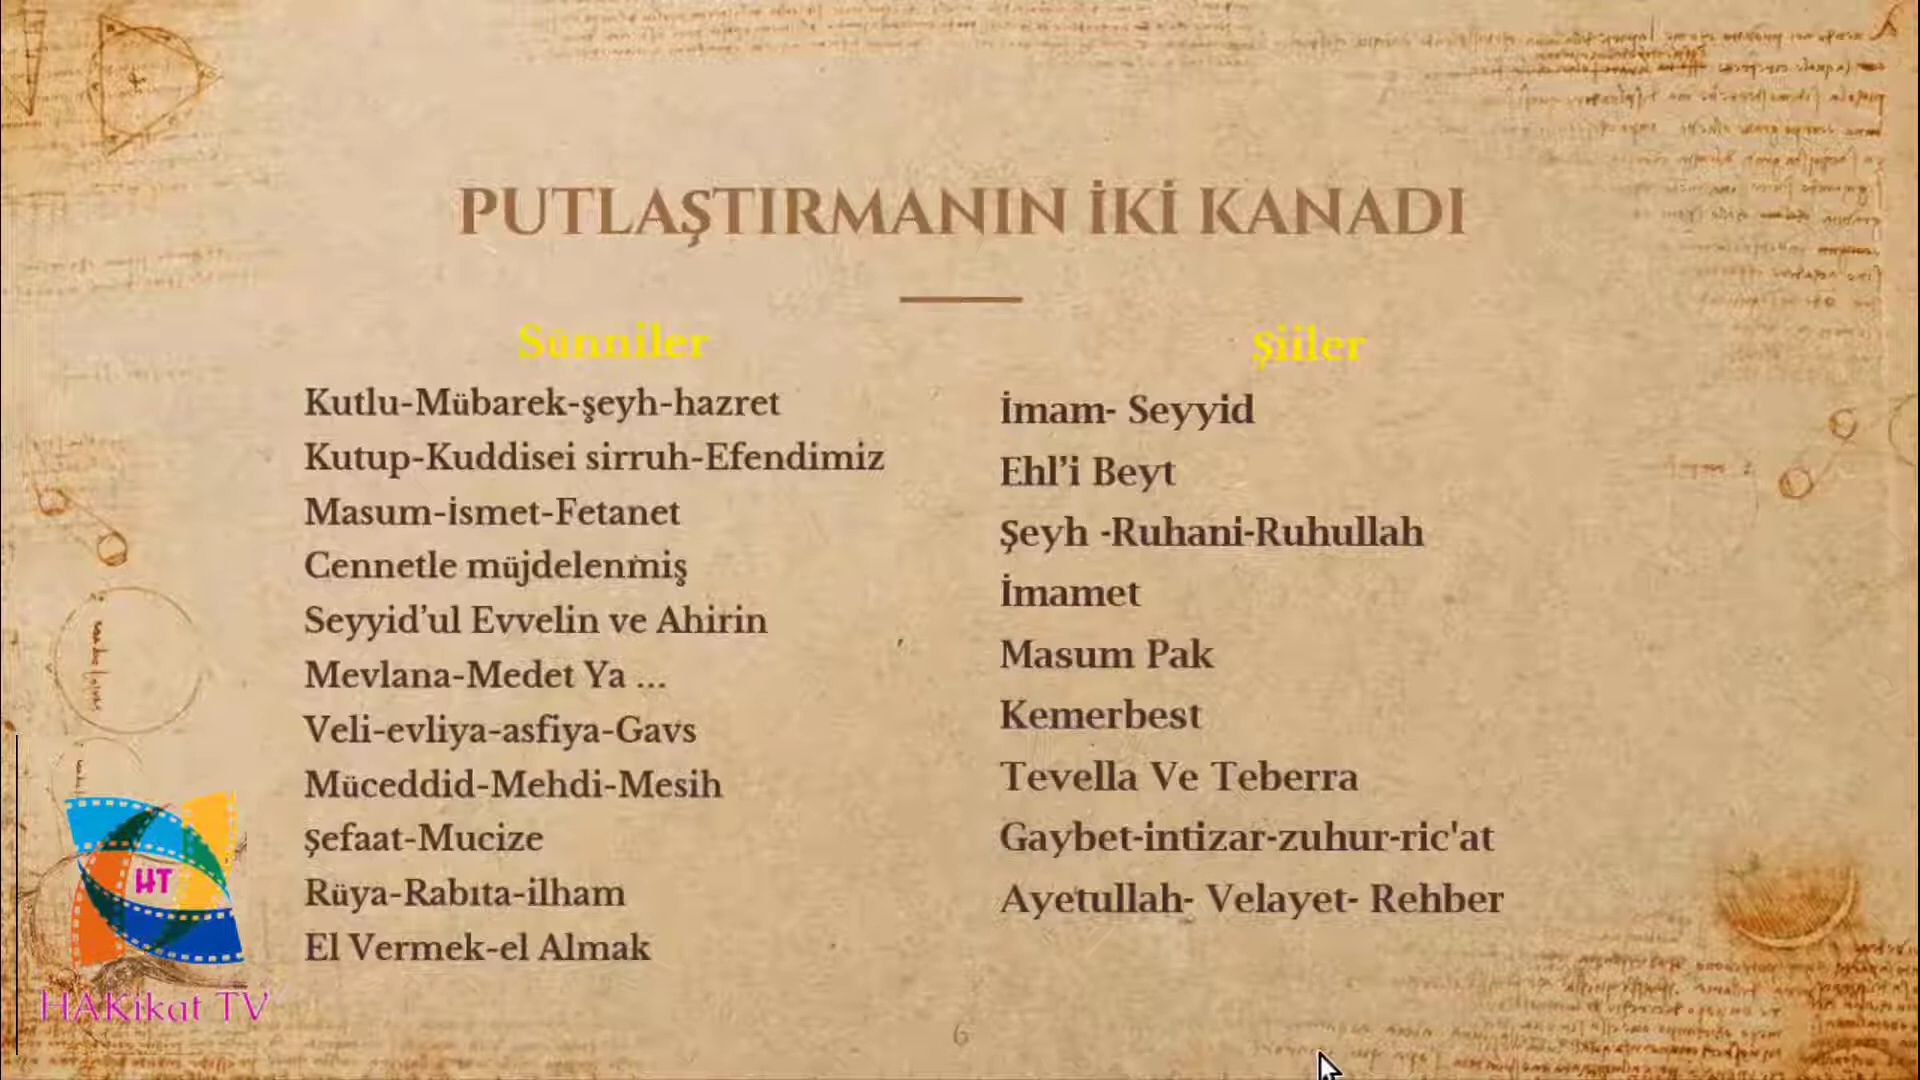 PUTLAŞTIRMANIN İKİ KANADI
Sünniler
Kutlu-Mübarek-şeyh-hazret
Kutup-Kuddisei sirruh-Efendimiz
Masum-ismet-Fetanet
Cennetle müjdelenmiş
Seyyid’ul Evvelin ve Ahirin
Mevlana-Medet Ya ...
Veli-evliya-asfiya-Gavs
Müceddid-Mehdi-Mesih
Şefaat-Mucize
Rüya-Rabıta-ilham
El Vermek-el Almak
Şiiler
İmam- Seyyid
Ehl’i Beyt
Şeyh -Ruhani-Ruhullah
İmamet
Masum Pak
Kemerbest
Tevella Ve Teberra
Gaybet-intizar-zuhur-ric'at
Ayetullah- Velayet- Rehber
HT
HAKikat TV
6